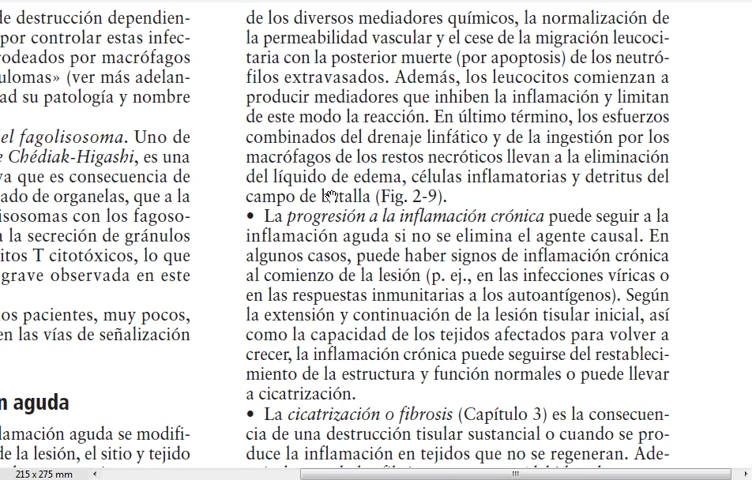 de destrucción dependien-
por controlar estas infec-
rodeados por macrófagos
ulomas» (ver más adelan-
ad su patología y nombre
el fagolisosoma. Uno de
e Chédiak-Higashi, es una
va que es consecuencia de
ado de organelas, que a la
isosomas con los fagoso-
n la secreción de gránulos
itos T citotóxicos, lo que
grave observada en este
os pacientes, muy pocos,
en las vías de señalización
n aguda
lamación aguda se modifi-
de la lesión, el sitio y tejido
de los diversos mediadores químicos, la normalización de
la permeabilidad vascular y el cese de la migración leucoci-
taria con la posterior muerte (por apoptosis) de los neutró-
filos extravasados. Además, los leucocitos comienzan a
producir mediadores que inhiben la inflamación y limitan
de este modo la reacción. En último término, los esfuerzos
combinados del drenaje linfático y de la ingestión por los
macrófagos de los restos necróticos llevan a la eliminación
del líquido de edema, células inflamatorias y detritus del
campo de batalla (Fig. 2-9).
• La progresión a la inflamación crónica puede seguir a la
inflamación aguda si no se elimina el agente causal. En
algunos casos, puede haber signos de inflamación crónica
al comienzo de la lesión (p. ej., en las infecciones víricas o
en las respuestas inmunitarias a los autoantígenos). Según
la extensión y continuación de la lesión tisular inicial, así
como la capacidad de los tejidos afectados para volver a
crecer, la inflamación crónica puede seguirse del restableci-
miento de la estructura y función normales o puede llevar
a cicatrización.
• La cicatrización o fibrosis (Capítulo 3) es la consecuen-
cia de una destrucción tisular sustancial o cuando se pro-
duce la inflamación en tejidos que no se regeneran. Ade-
215 x 275 mm